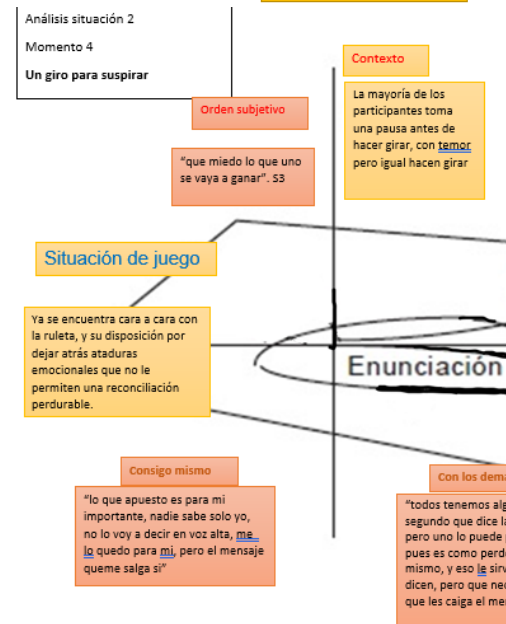 Análisis situación 2
Momento 4
Un giro para suspirar
Contexto
La mayoría de los
participantes toma
una pausa antes de
hacer girar, con temor
pero igual hacen girar
Orden subjetivo
"que miedo lo que uno
se vaya a ganar". S3
Situación de juego
Ya se encuentra cara a cara con
la ruleta, y su disposición por
dejar atrás ataduras
emocionales que no le
permiten una reconciliación
perdurable.
Enunciación
Consigo mismo
"lo que apuesto es para mi
importante, nadie sabe solo yo,
no lo voy a decir en voz alta, me
lo quedo para mi, pero el mensaje
queme salga si"
Con los
"todos tenemos
segundo que dice
pero uno lo puede
pues es como
mismo, y eso le
dicen, pero que
que les caiga el